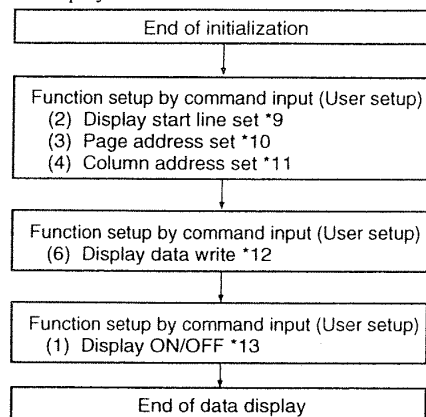 End of initialization
Function setup by command input (User setup)
(2) Display start line set *9
(3) Page address set *10
(4) Column address set *11
Function setup by command input (User setup)
(6) Display data write *12
Function setup by command input (User setup)
(1) Display ON/OFF *13
End of data display